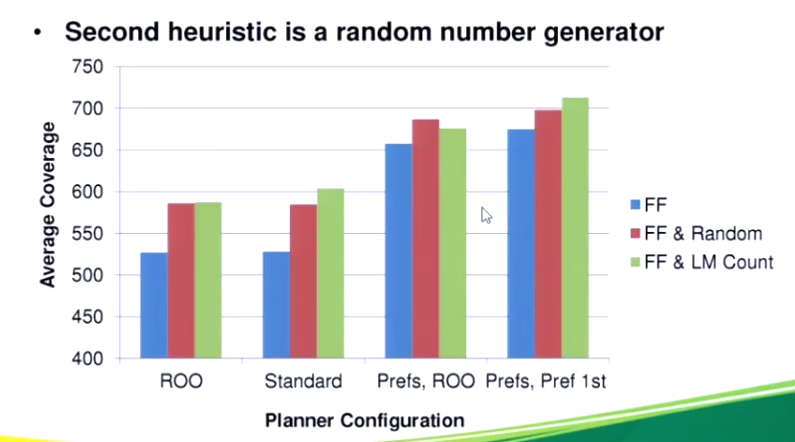 • Second heuristic is a random number generator
750
700
650
600
550
500
450
400
Average Coverage
ROO
Standard
Prefs, ROO
Prefs, Pref 1st
Planner Configuration
FF
FF & Random
FF & LM Count